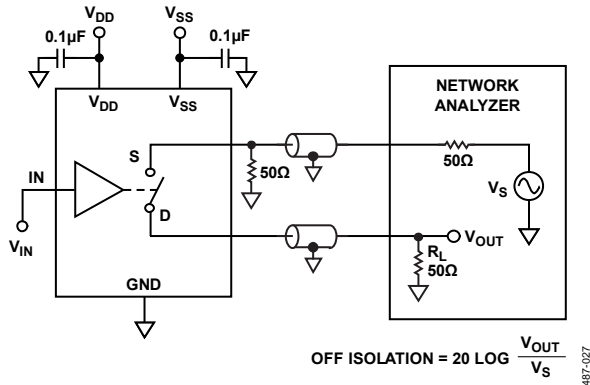 VDD
VSS
0.1µF
0.1µF
VDD
VSS
NETWORK
ANALYZER
S
50Ω
50Ω
IN
VS
D
VOUT
VIN
RL
50Ω
GND
OFF ISOLATION = 20 LOG VOUT
VS
487-027